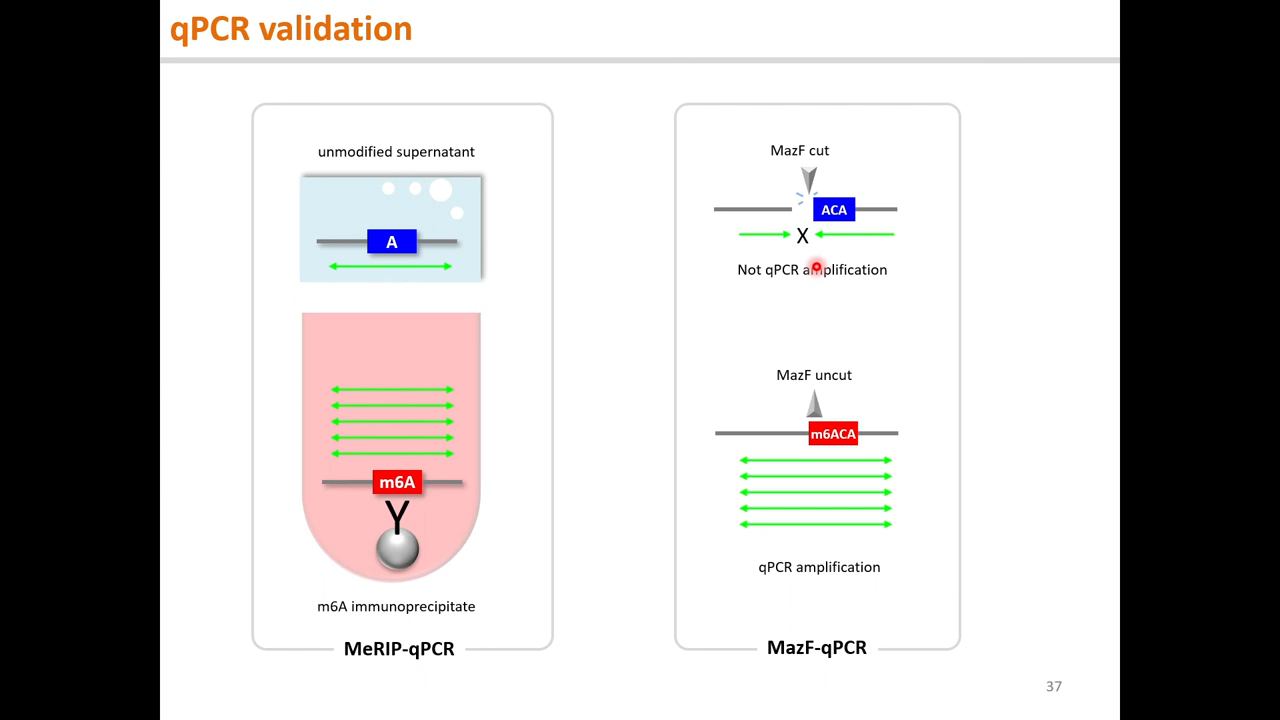 qPCR validation
unmodified supernatant
A
m6A
m6A immunoprecipitate
MeRIP-qPCR
MazF cut
ACA
X
Not qPCR amplification
MazF uncut
m6ACA
qPCR amplification
MazF-qPCR
37